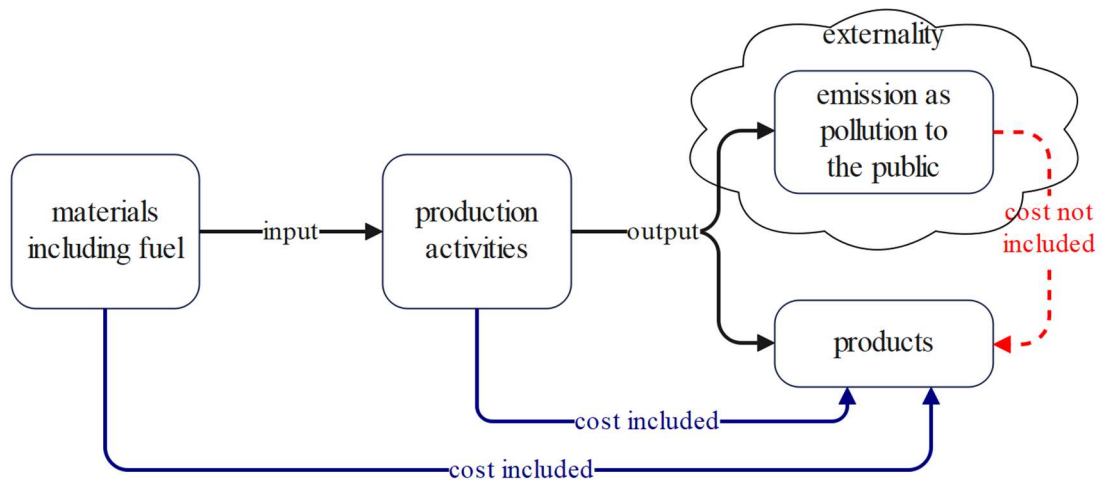 externality
emission as
pollution to
the public
materials
including fuel
input
production
activities
output
cost not
included
products
cost included
cost included